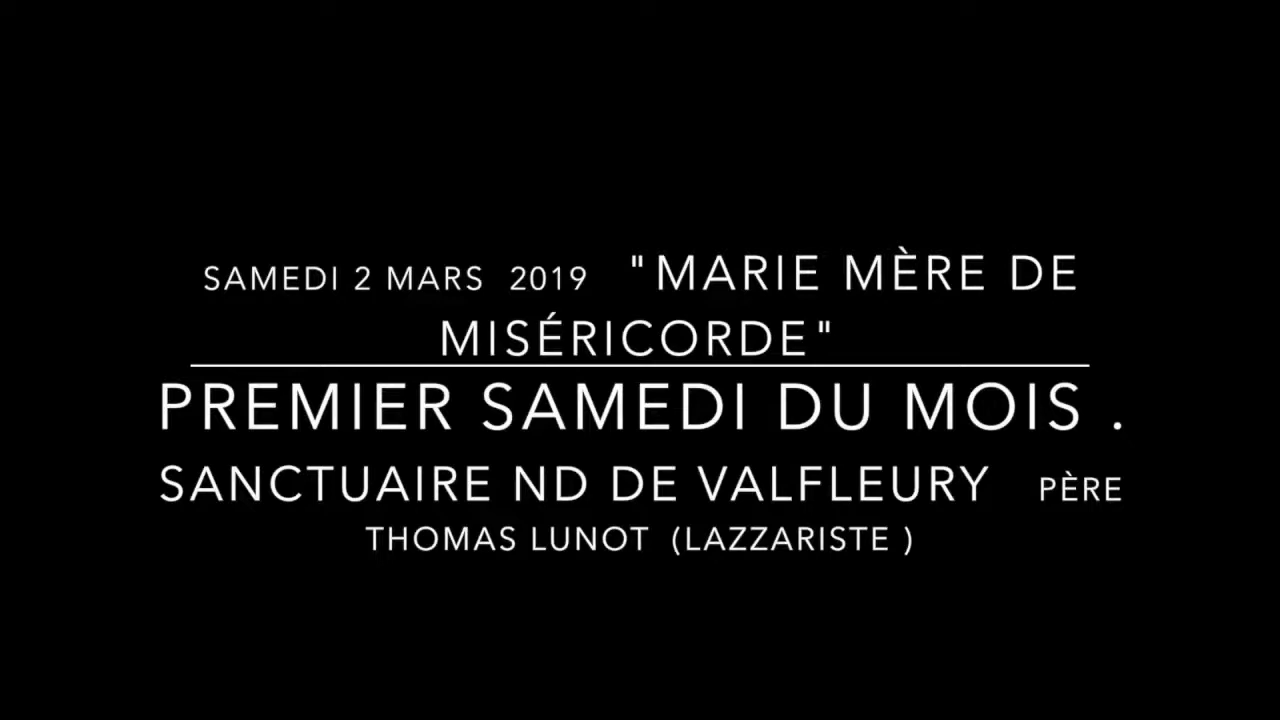 SAMEDI 2 MARS 2019 "MARIE MÈRE DE
MISÉRICORDE"
PREMIER SAMEDI DU MOIS .
SANCTUAIRE ND DE VALFLEURY PÈRE
THOMAS LUNOT (LAZZARISTE )